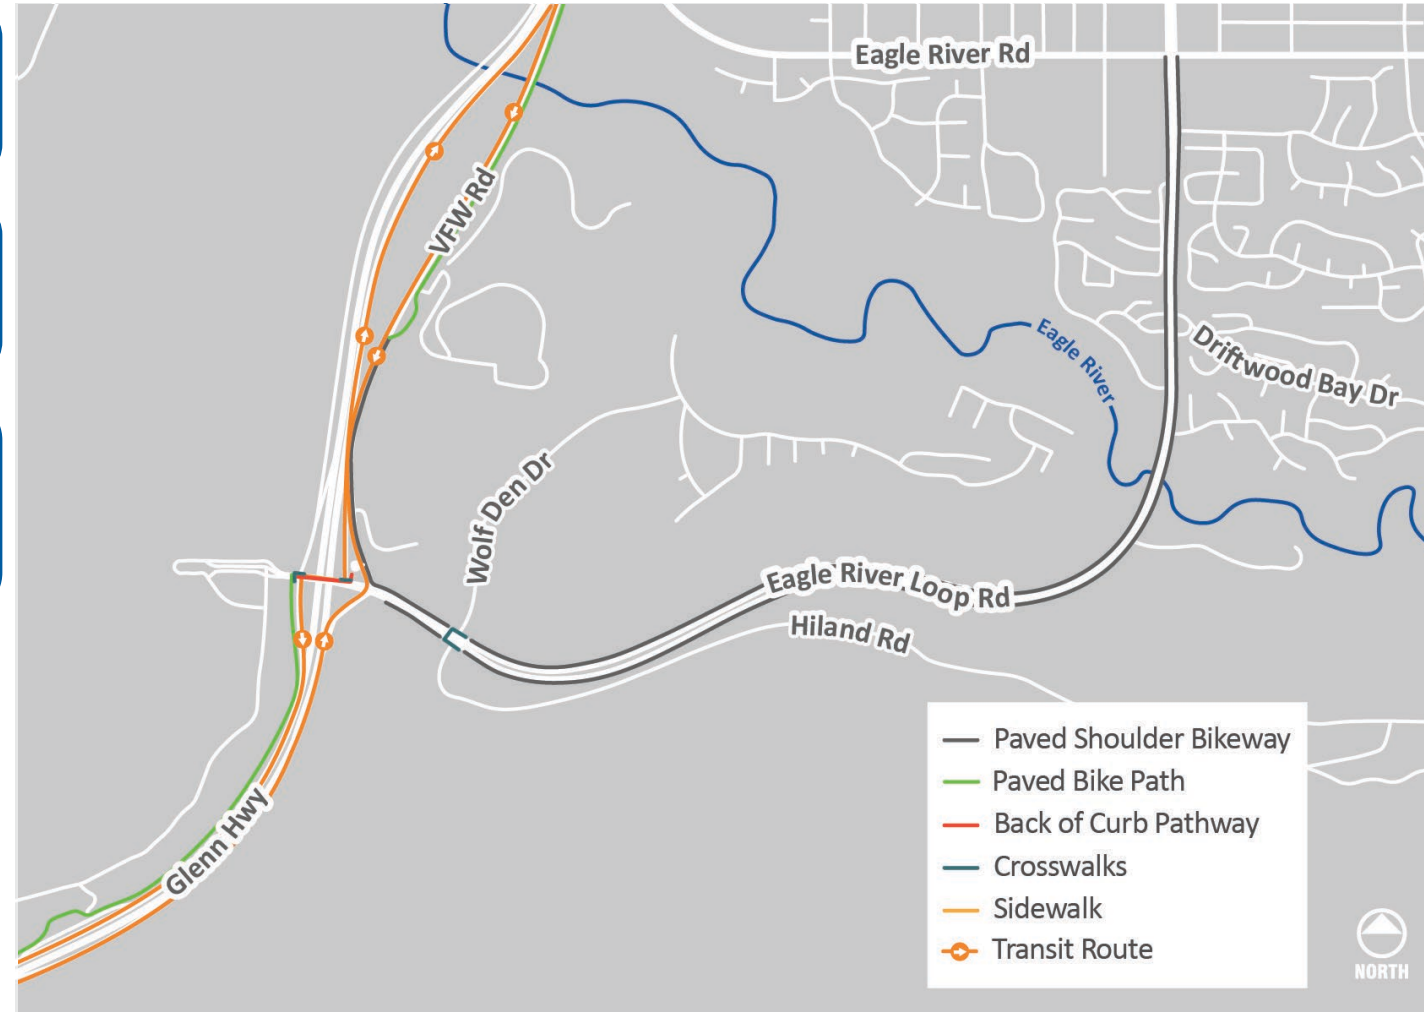 Eagle River Rd
VFW Rd
Eagle River
Driftwood Bay Dr
Wolf Den Dr
Eagle River Loop Rd
Hiland Rd
Glenn Hwy
Paved Shoulder Bikeway
Paved Bike Path
Back of Curb Pathway
Crosswalks
Sidewalk
Transit Route
NORTH